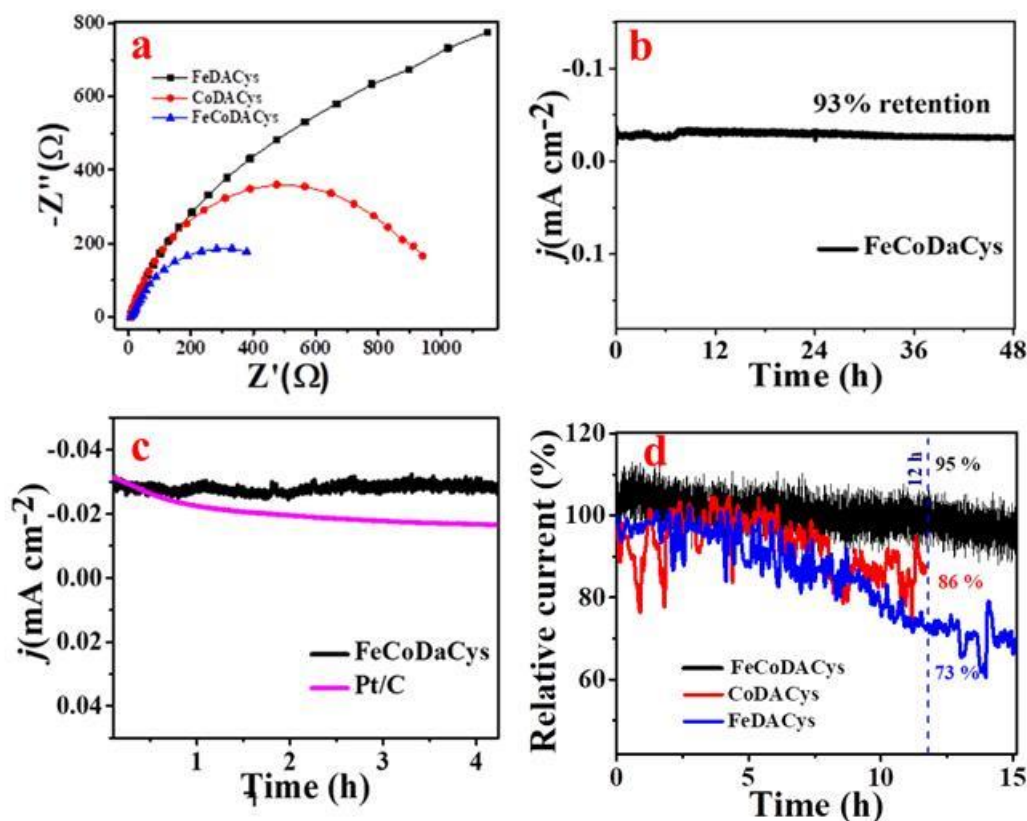 a
FeDACys
CoDACys
FeCoDACys
-Z''(Ω)
800
600
400
200
0
0 200 400 600 800 1000
Z'(Ω)
b
93% retention
FeCoDaCys
j(mA cm-2)
-0.1
0.0
0.1
0 12 24 36 48
Time (h)
c
FeCoDaCys
Pt/C
j(mA cm-2)
-0.04
-0.02
0.00
0.02
0.04
1 2 3 4
Time (h)
d
12 h
95 %
86 %
73 %
FeCoDACys
CoDACys
FeDACys
Relative current (%)
120
100
80
60
0 5 10 15
Time (h)